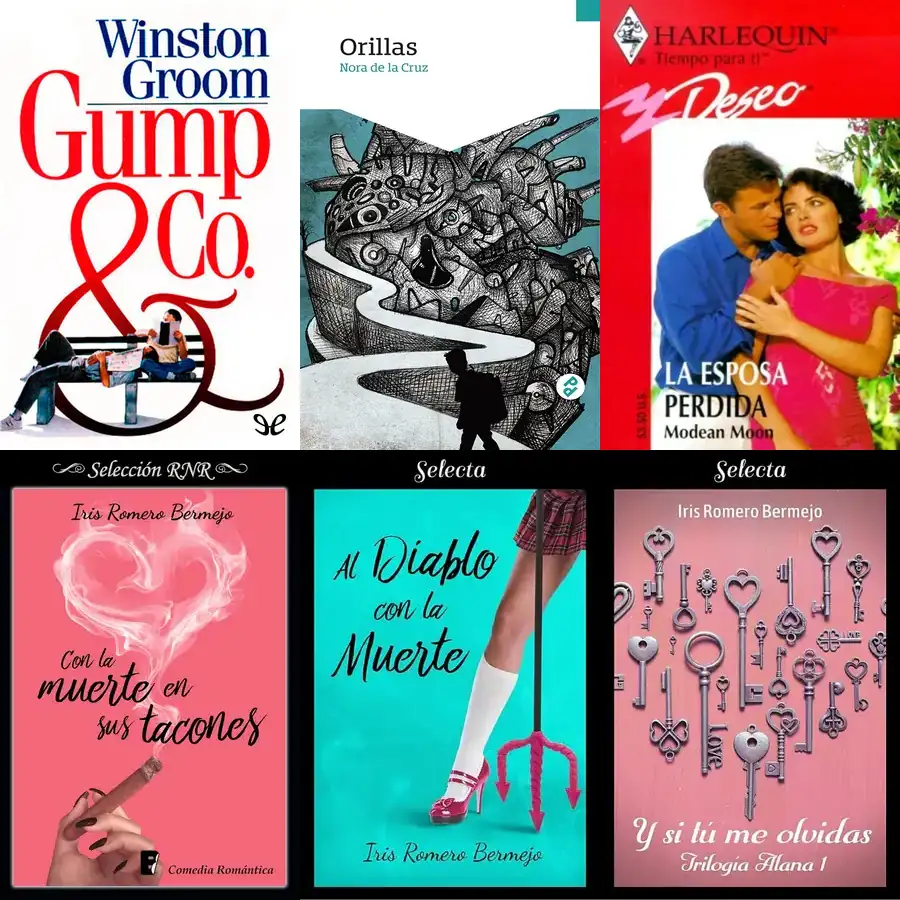 Winston
Groom
Gump
& Co.
Orillas
Nora de la Cruz
HARLEQUIN
Tiempo para ti
Deseo
LA ESPOSA
PERDIDA
Modean Moon
Selección RNR
Iris Romero Bermejo
Con la
muerte en
sus tacones
Comedia Romántica
Selecta
Al Diablo
con la
Muerte
Iris Romero Bermejo
Selecta
Iris Romero Bermejo
LOVE
Love
Y si tú me olvidas
Trilogía Alana 1